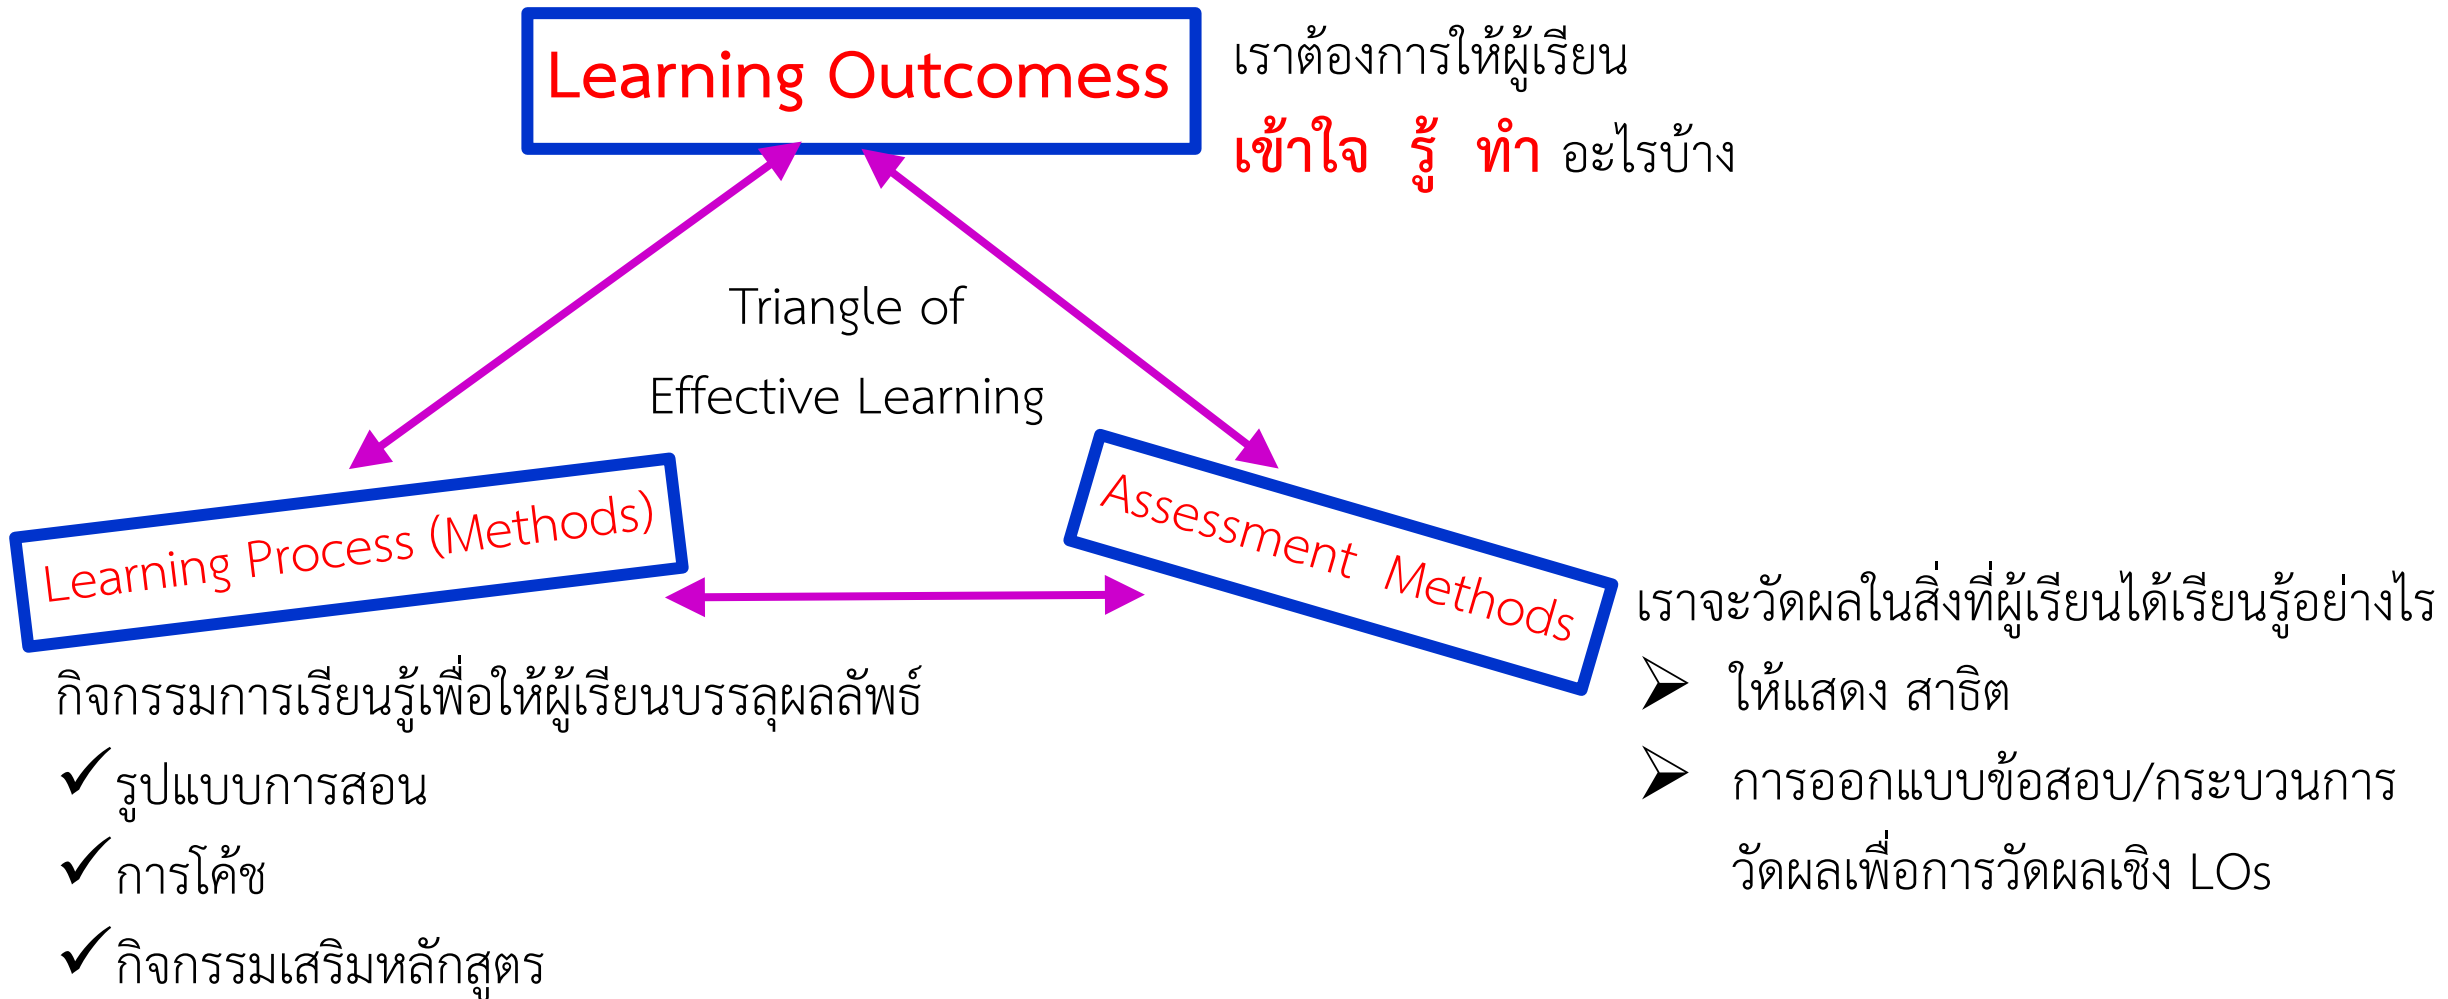 Learning Outcomess
เราต้องการให้ผู้เรียน
เข้าใจ รู้ ทำ อะไรบ้าง
Triangle of
Effective Learning
Learning Process (Methods)
กิจกรรมการเรียนรู้เพื่อให้ผู้เรียนบรรลุผลลัพธ์
รูปแบบการสอน
การโค้ช
กิจกรรมเสริมหลักสูตร
Assessment Methods
เราจะวัดผลในสิ่งที่ผู้เรียนได้เรียนรู้อย่างไร
ให้แสดง สาธิต
การออกแบบข้อสอบ/กระบวนการ
วัดผลเพื่อการวัดผลเชิง LOs